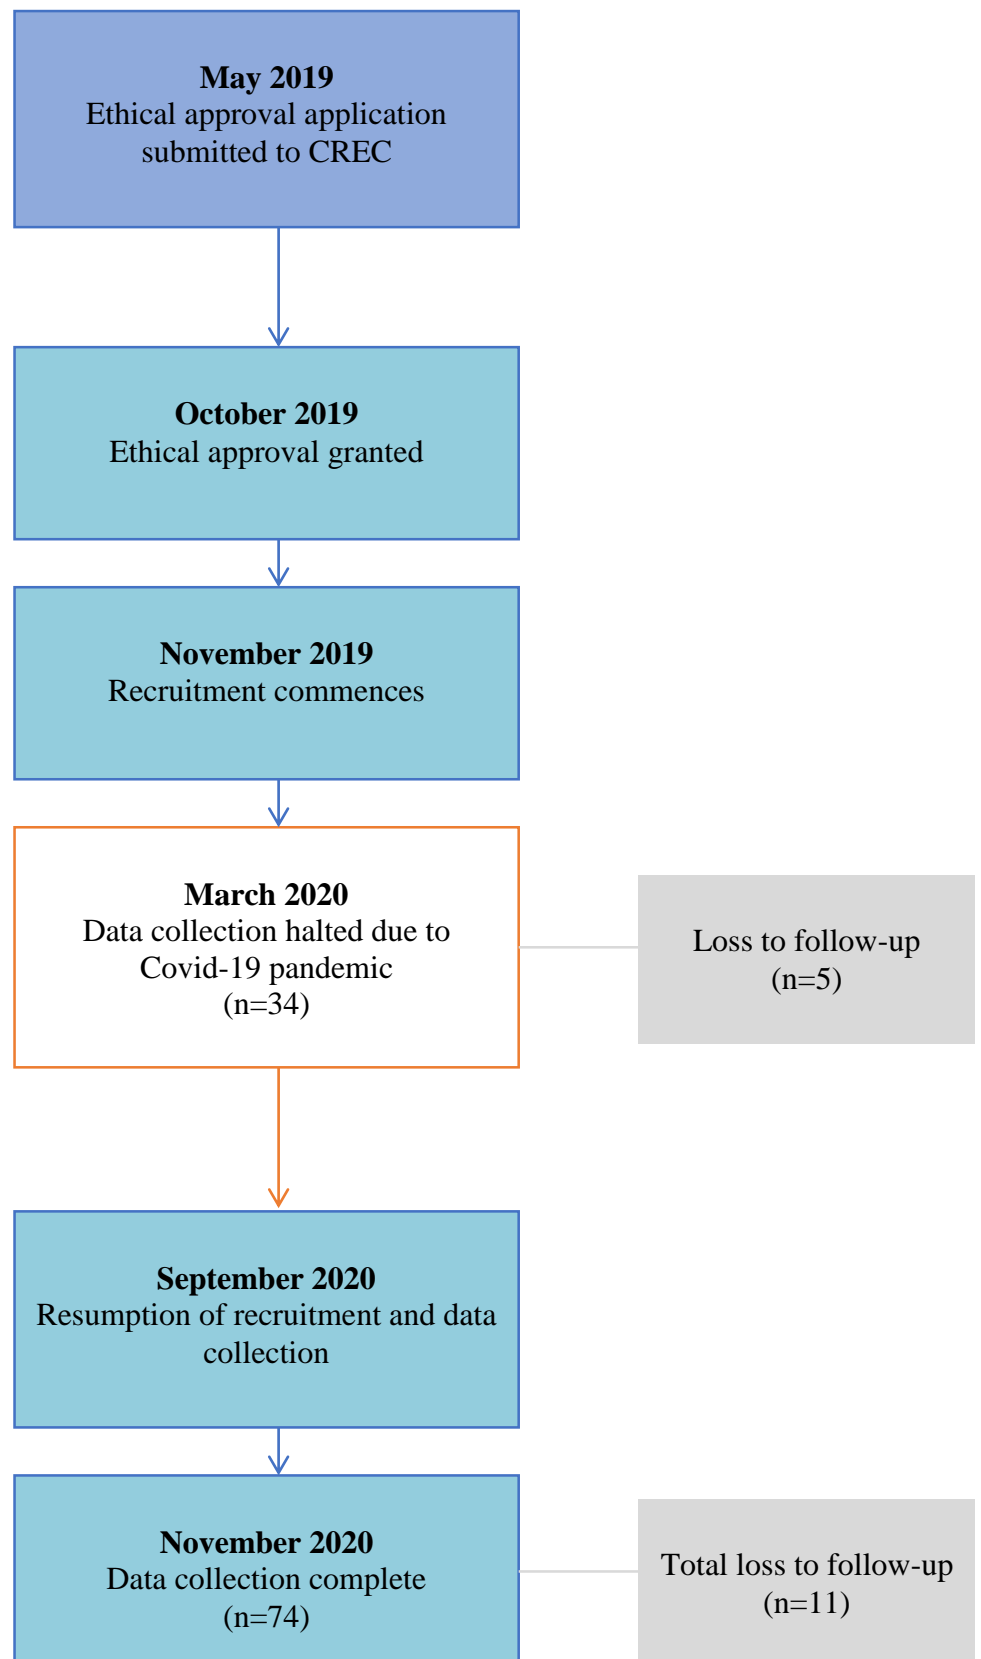 May 2019
Ethical approval application
submitted to CREC
October 2019
Ethical approval granted
November 2019
Recruitment commences
March 2020
Data collection halted due to
Covid-19 pandemic
(n=34)
Loss to follow-up
(n=5)
September 2020
Resumption of recruitment and data
collection
November 2020
Data collection complete
(n=74)
Total loss to follow-up
(n=11)